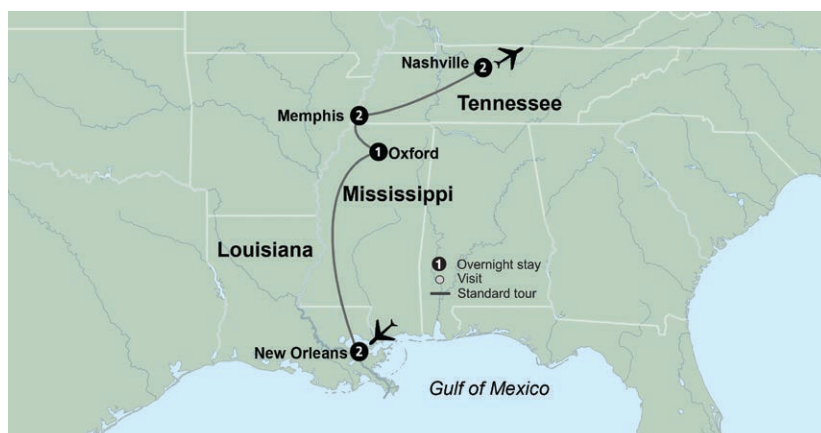 Nashville
2
Tennessee
Memphis
2
1
Oxford
Mississippi
Louisiana
1 Overnight stay
Visit
Standard tour
New Orleans
2
Gulf of Mexico